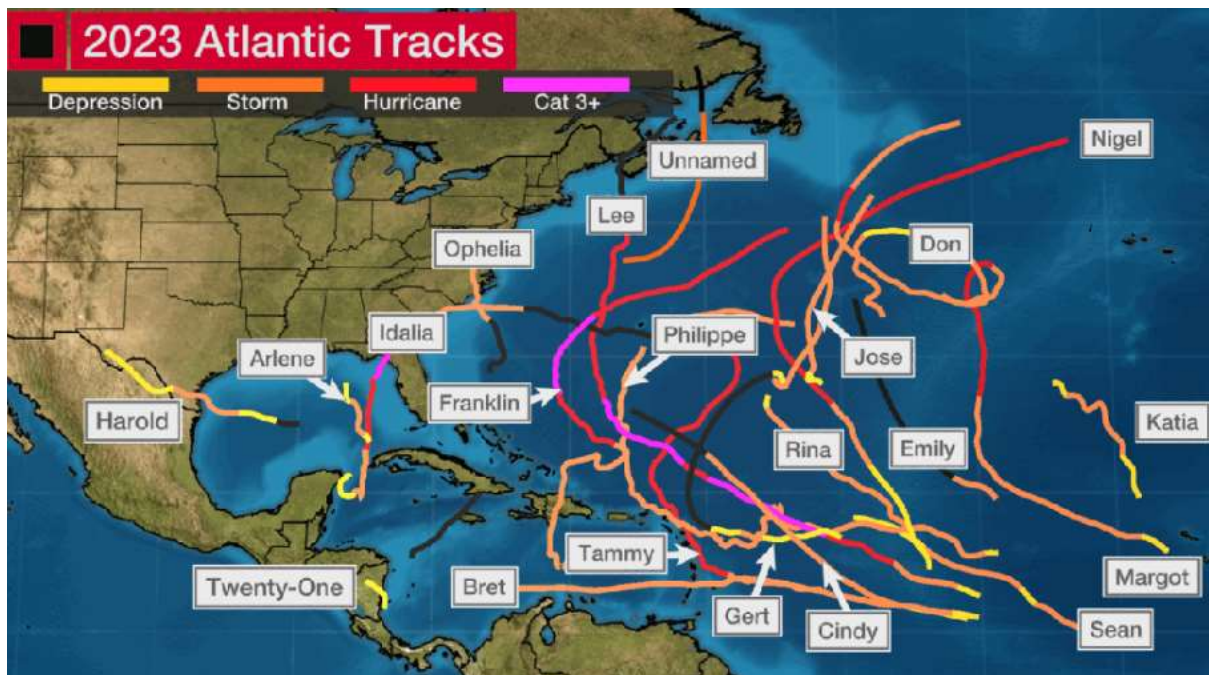 2023 Atlantic Tracks
Depression Storm Hurricane Cat 3+
Unnamed
Nigel
Lee
Ophelia
Don
Idalia
Philippe
Arlene
Jose
Franklin
Harold
Rina
Emily
Katia
Tammy
Twenty-One
Bret
Margot
Gert
Cindy
Sean